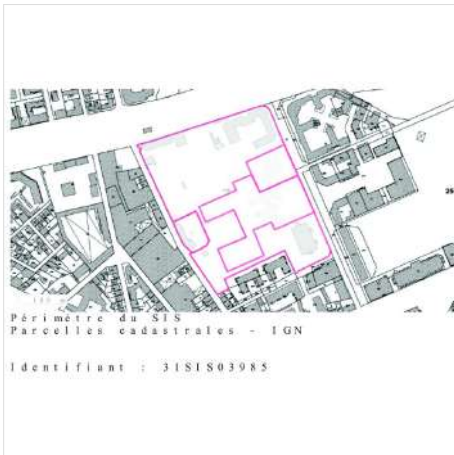 Périmètre du SIS
Parcelles cadastrales - IGN
Identifiant : 31SIS03985